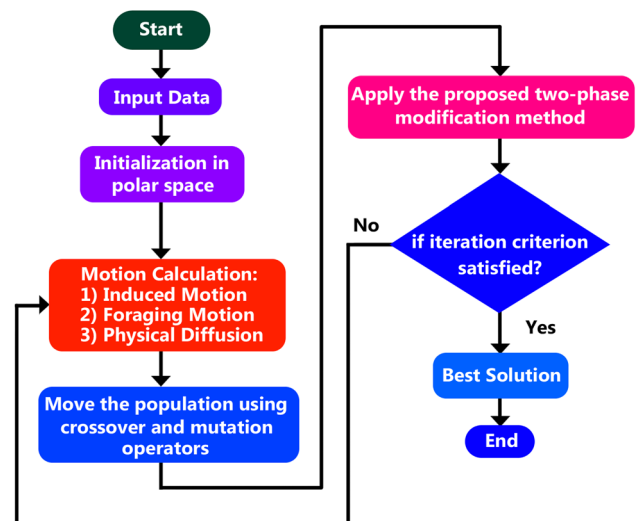 Start
Input Data
Initialization in
polar space
Motion Calculation:
1) Induced Motion
2) Foraging Motion
3) Physical Diffusion
Move the population using
crossover and mutation
operators
Apply the proposed two-phase
modification method
No
if iteration criterion
satisfied?
Yes
Best Solution
End